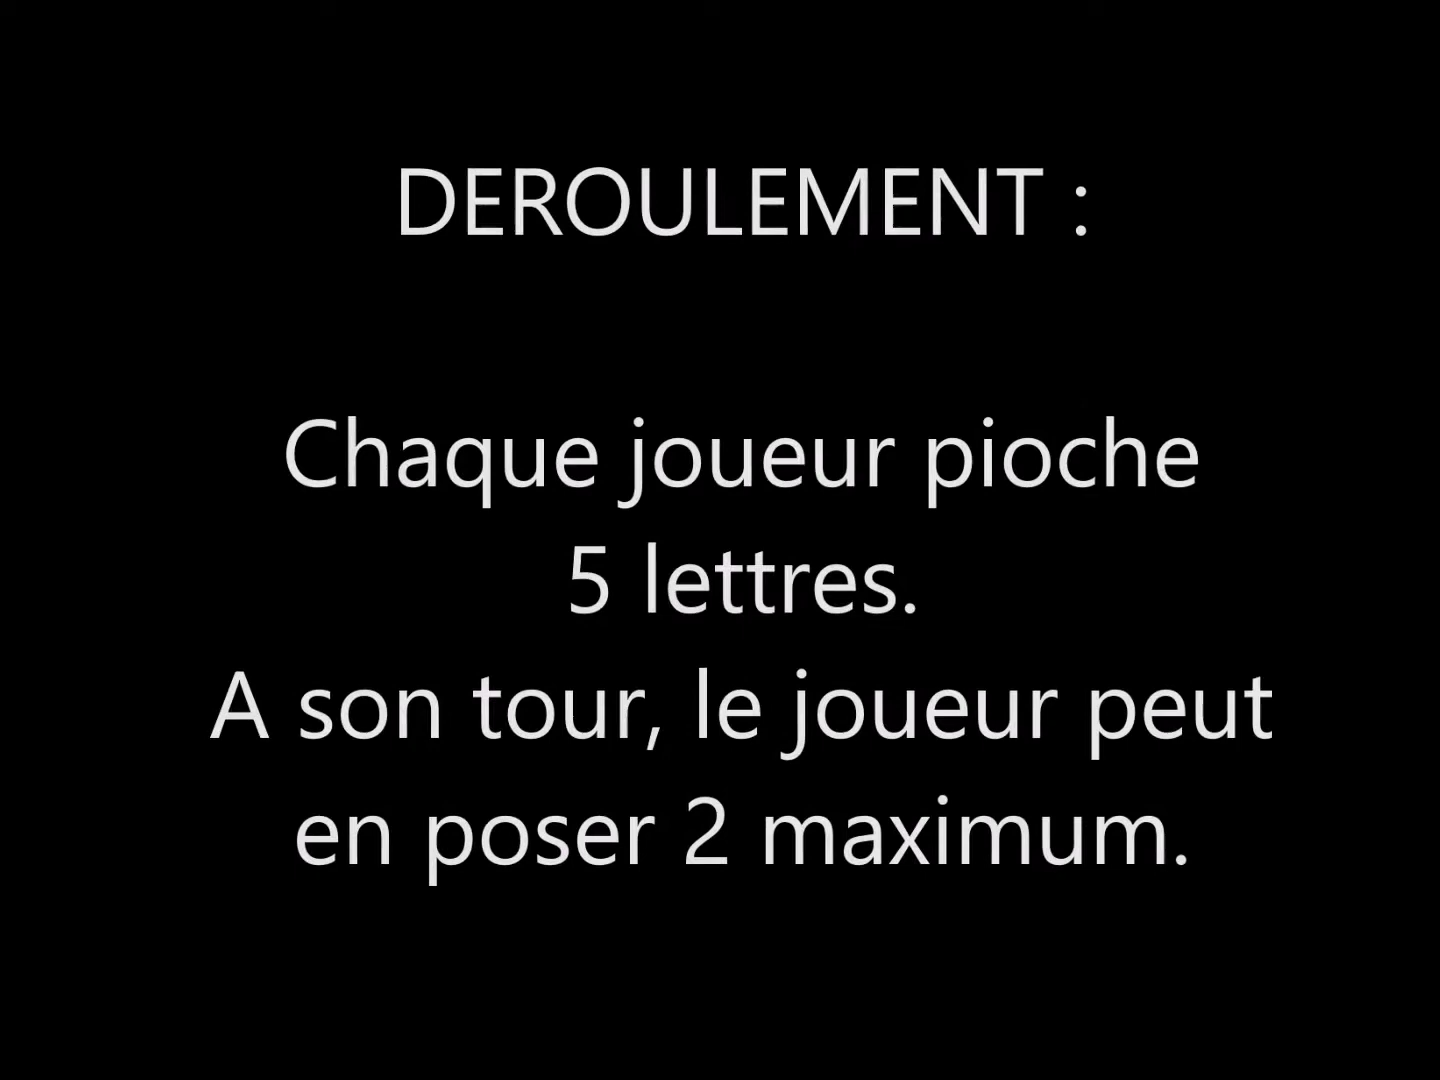 DEROULEMENT :
Chaque joueur pioche
5 lettres.
A son tour, le joueur peut
en poser 2 maximum.